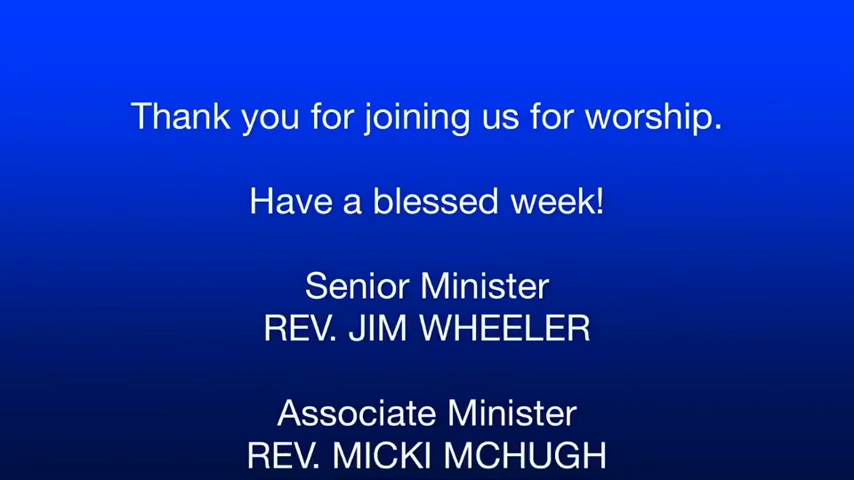 Thank you for joining us for worship.
Have a blessed week!
Senior Minister
REV. JIM WHEELER
Associate Minister
REV. MICKI MCHUGH